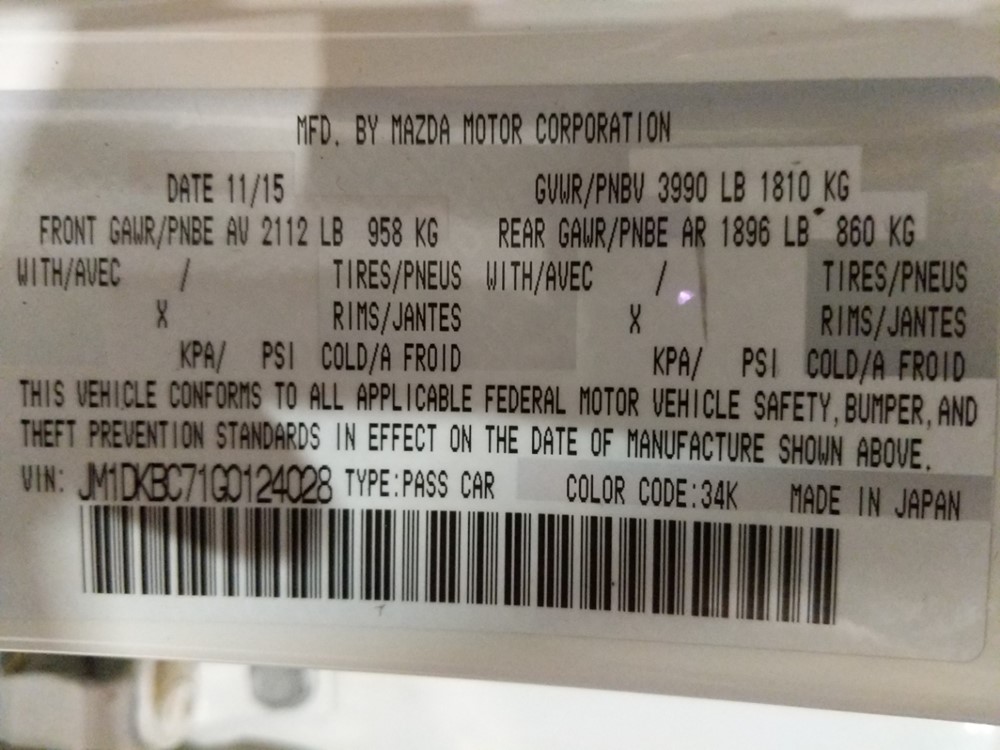 MFD. BY MAZDA MOTOR CORPORATION
DATE 11/15 GVWR/PNBV 3990 LB 1810 KG
FRONT GAWR/PNBE AV 2112 LB 958 KG REAR GAWR/PNBE AR 1896 LB 860 KG
WITH/AVEC / TIRES/PNEUS WITH/AVEC / TIRES/PNEUS
X RIMS/JANTES X RIMS/JANTES
KPA/ PSI COLD/A FROID KPA/ PSI COLD/A FROID
THIS VEHICLE CONFORMS TO ALL APPLICABLE FEDERAL MOTOR VEHICLE SAFETY, BUMPER, AND
THEFT PREVENTION STANDARDS IN EFFECT ON THE DATE OF MANUFACTURE SHOWN ABOVE.
VIN: JM1DKBC71G0124028 TYPE:PASS CAR COLOR CODE:34K MADE IN JAPAN